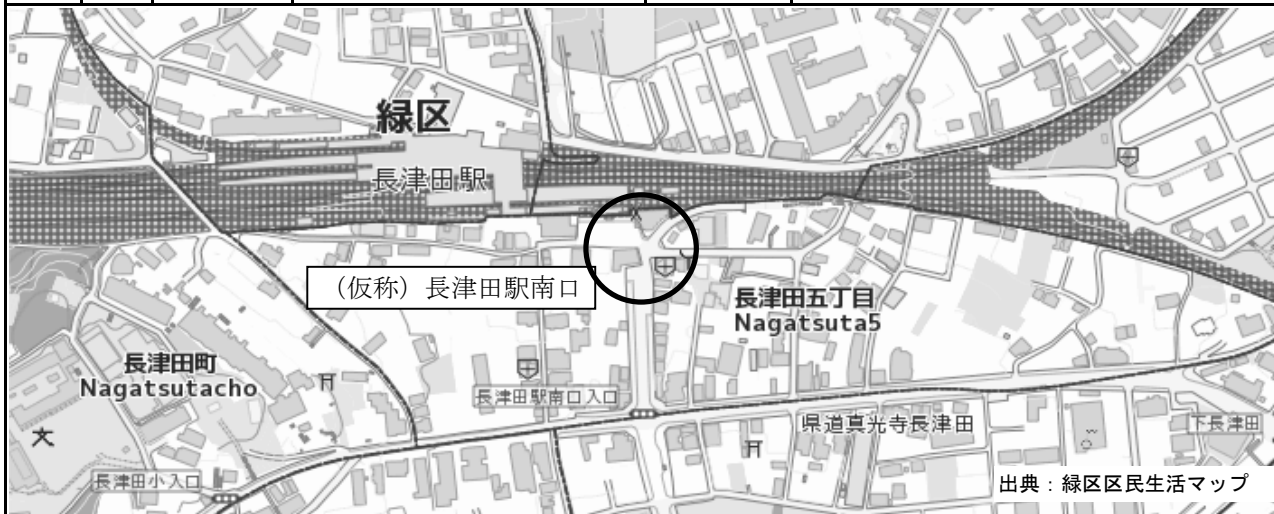 緑区
長津田駅
（仮称）長津田駅南口
長津田五丁目
Nagatsuta5
長津田町
Nagatsutacho
長津田駅南口入口
県道真光寺長津田
下長津田
長津田小入口
出典：緑区区民生活マップ